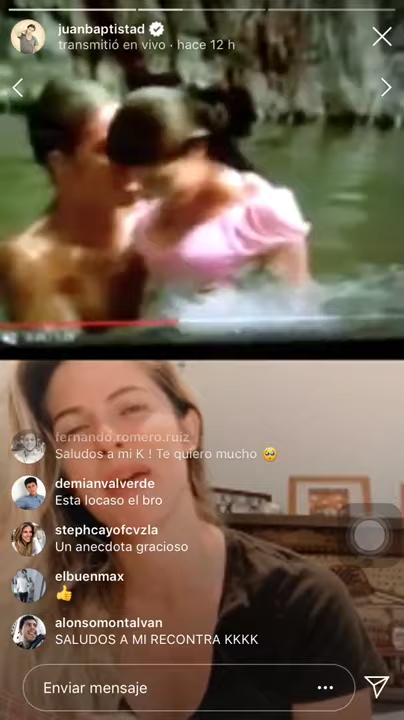 juanbaptistad
transmitió en vivo · hace 12 h
fernando.romero.ruiz
Saludos a mi K ! Te quiero mucho 🥺
demianvalverde
Esta locaso el bro
stephcayofcvzla
Un anecdota gracioso
elbuenmax
👍
alonsomontalvan
SALUDOS A MI RECONTRA KKKK
Enviar mensaje